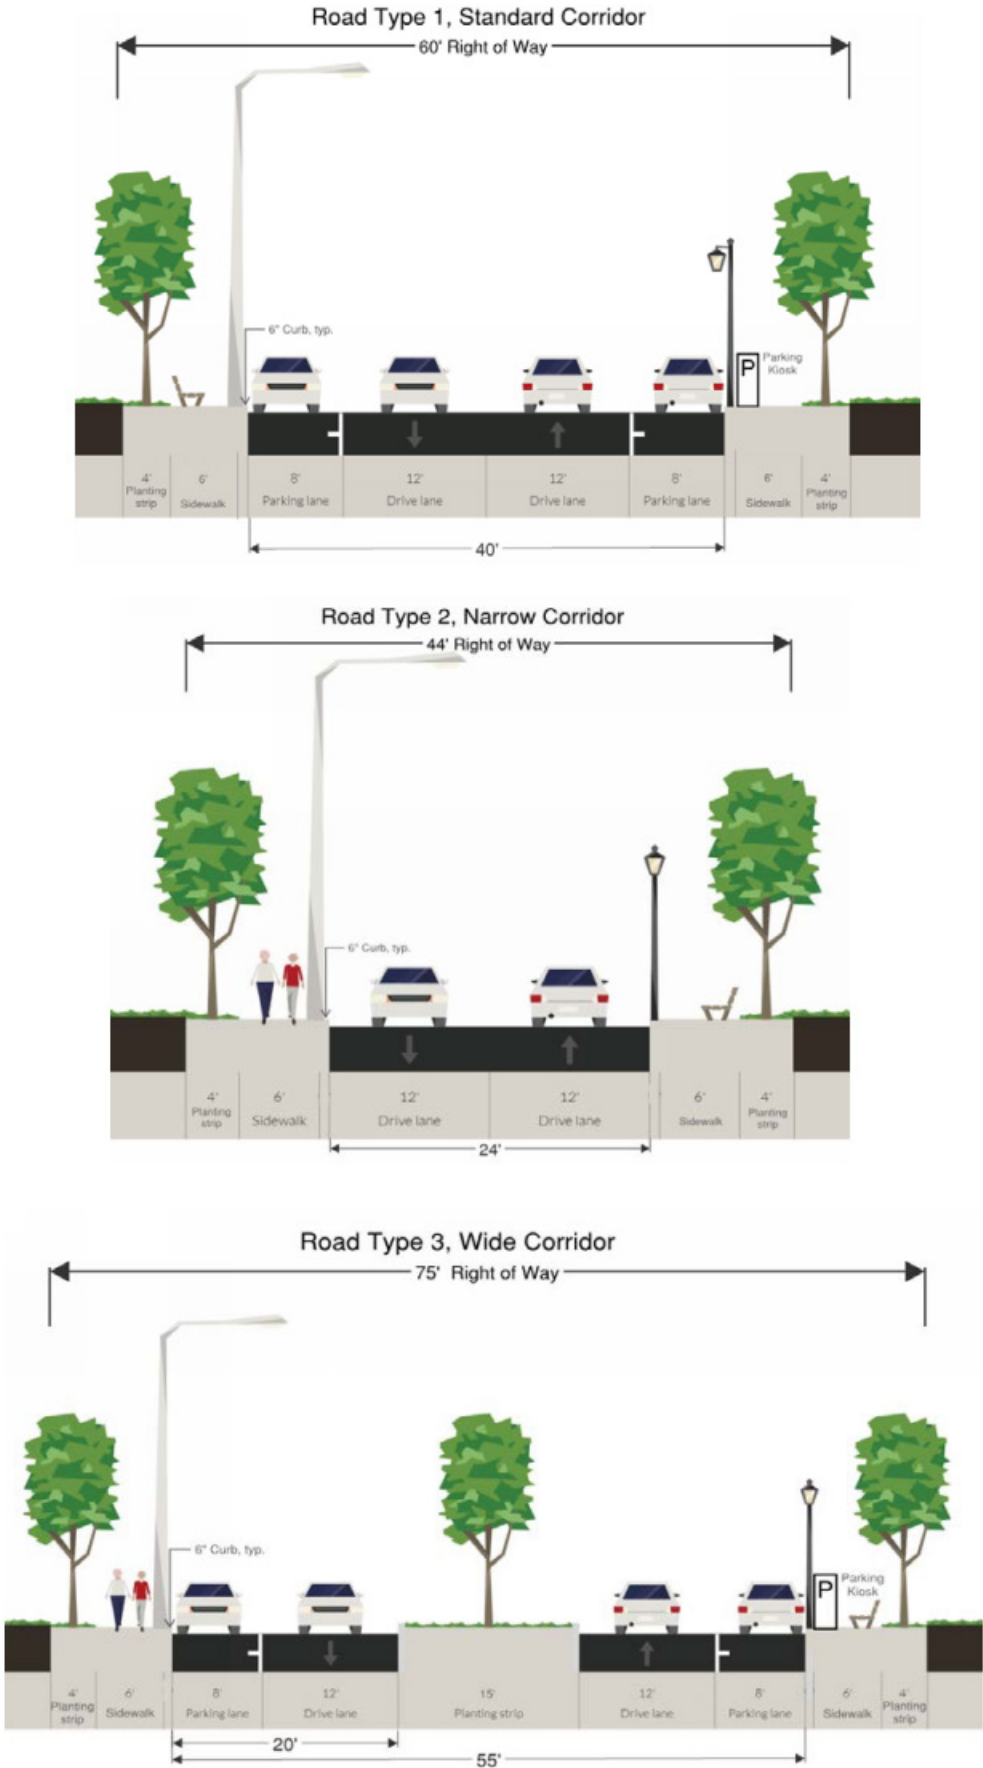 Road Type 1, Standard Corridor
60' Right of Way
6" Curb, typ.
P
Parking
Kiosk
4' 6' 8' 12' 12' 8' 6' 4'
Planting
strip
Sidewalk
Parking lane
Drive lane
Drive lane
Parking lane
Sidewalk
Planting
strip
40'
Road Type 2, Narrow Corridor
44' Right of Way
6" Curb, typ.
4' 6' 12' 12' 6' 4'
Planting
strip
Sidewalk
Drive lane
Drive lane
Sidewalk
Planting
strip
24'
Road Type 3, Wide Corridor
75' Right of Way
6" Curb, typ.
P
Parking
Kiosk
4' 6' 8' 12' 15' 12' 8' 6' 4'
Planting
strip
Sidewalk
Parking lane
Drive lane
Planting strip
Drive lane
Parking lane
Sidewalk
Planting
strip
20'
55'